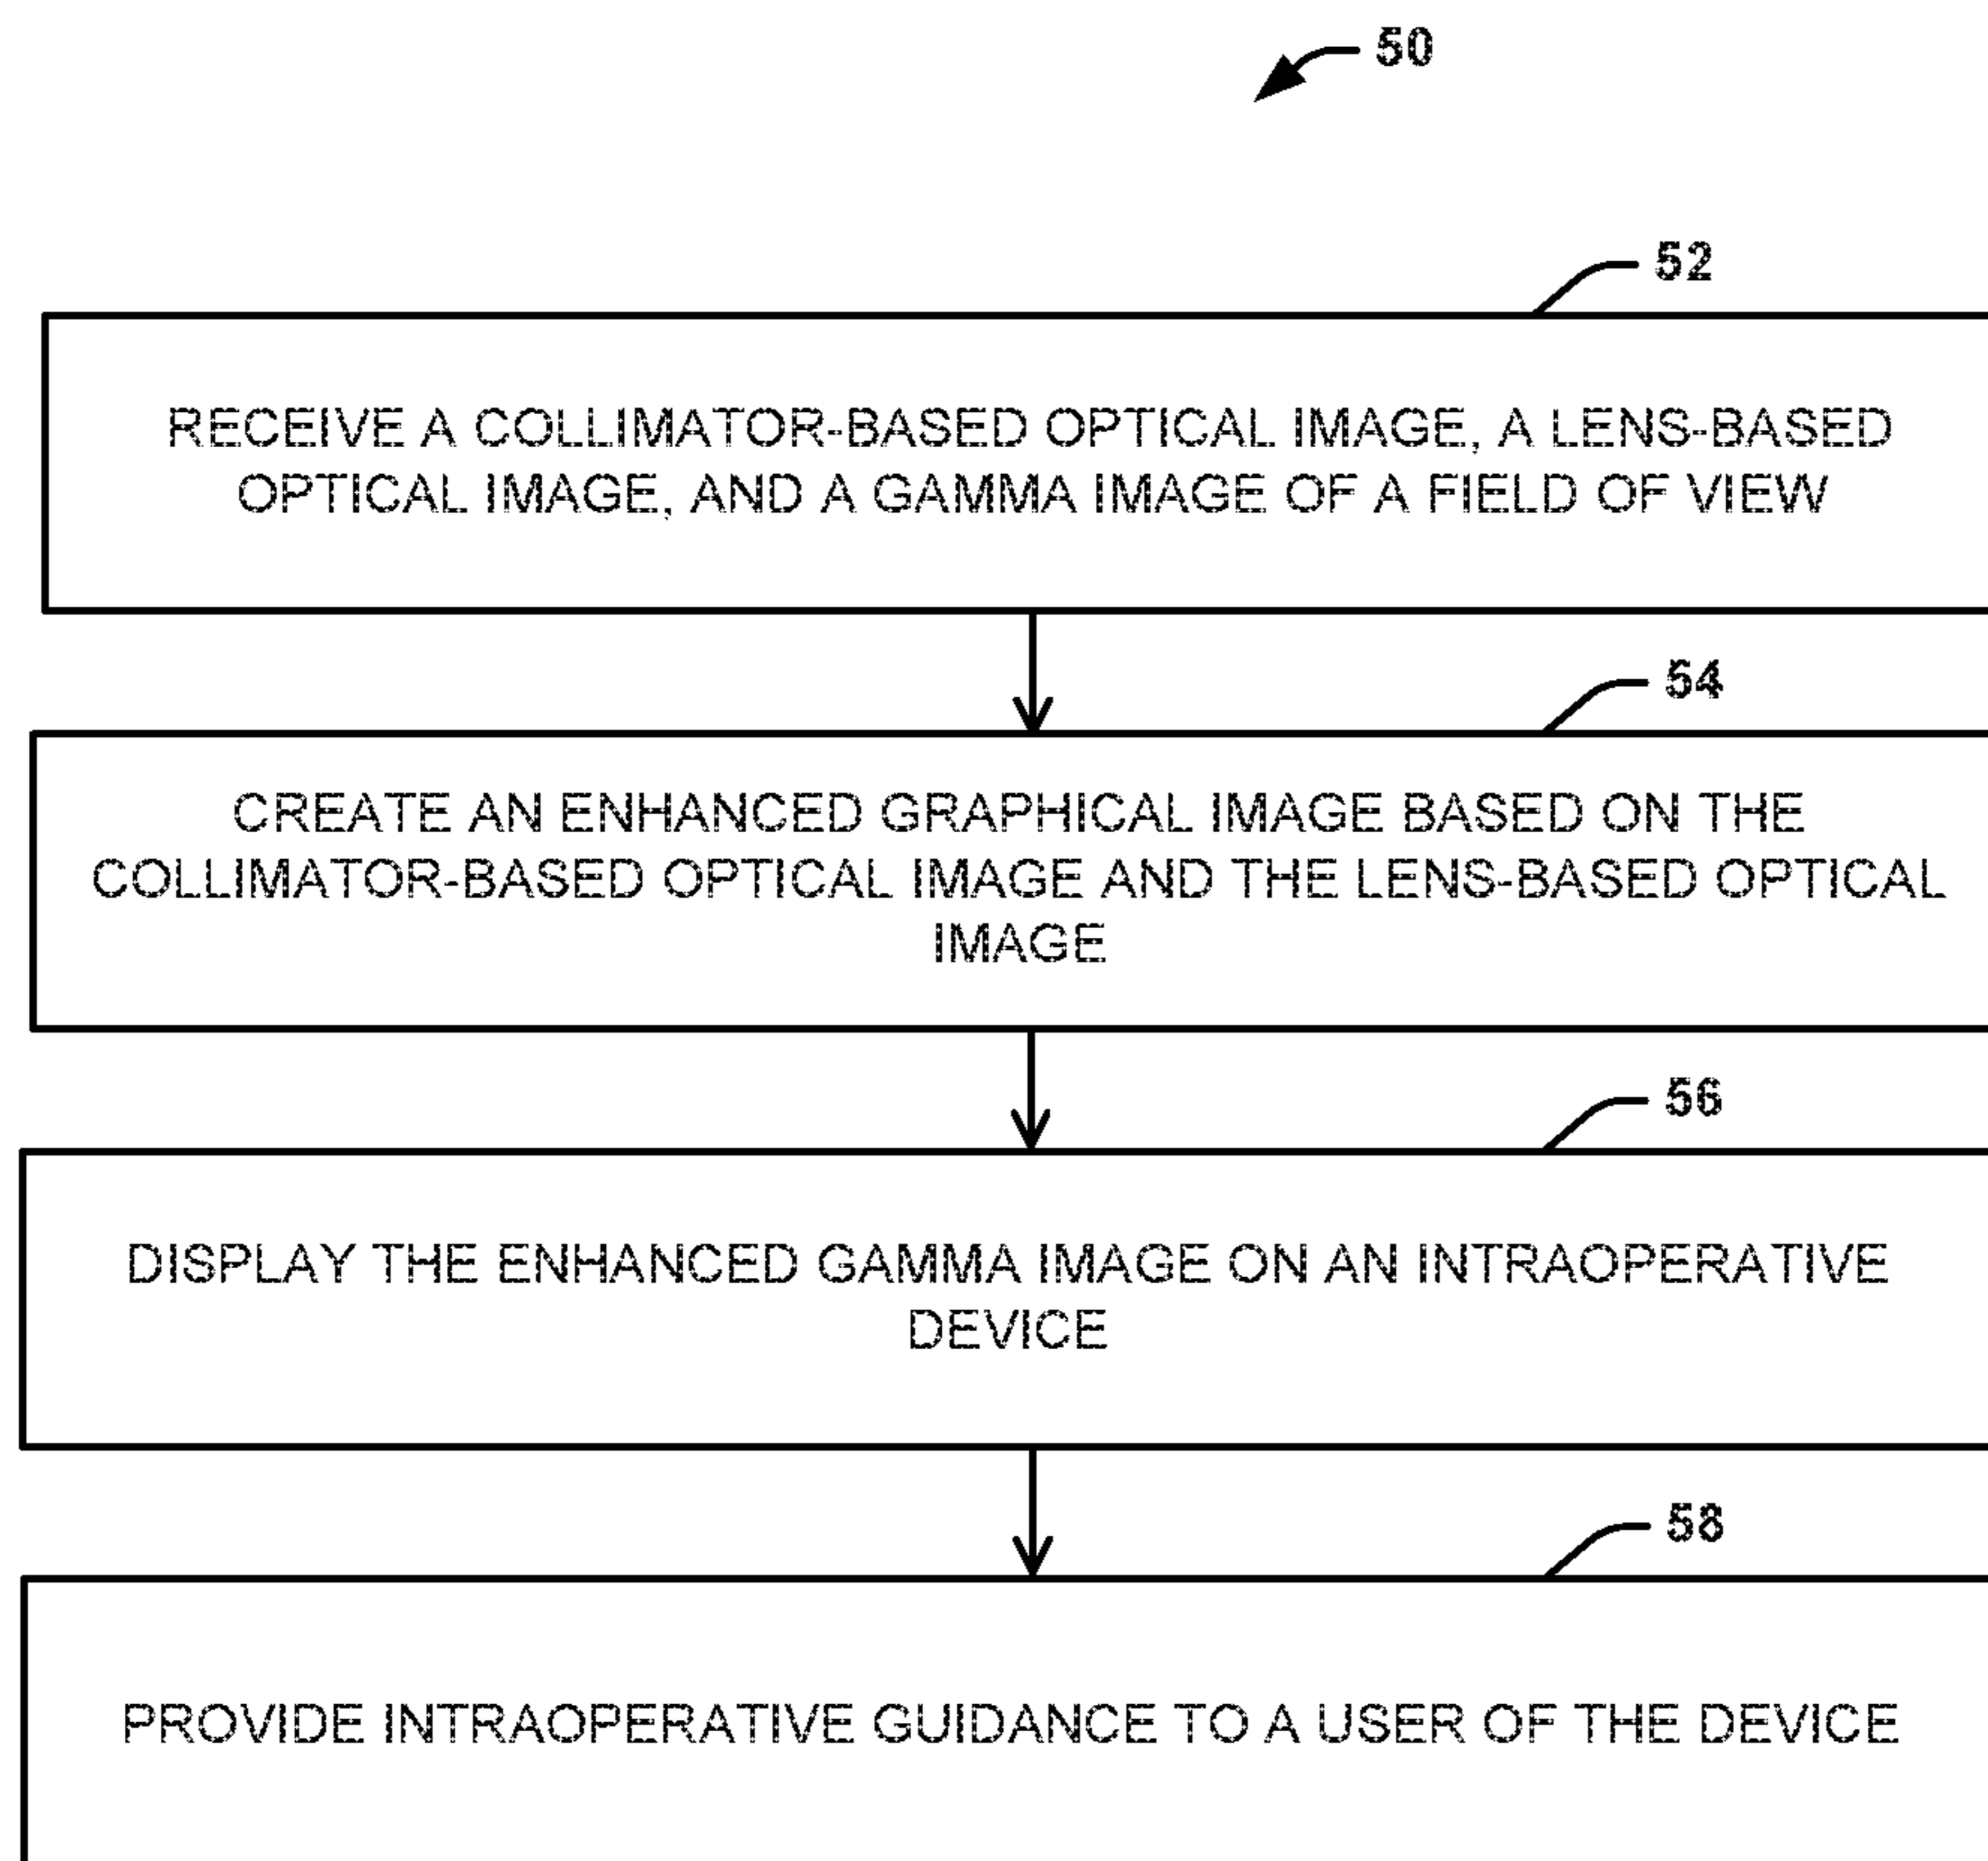 50
52
RECEIVE A COLLIMATOR-BASED OPTICAL IMAGE, A LENS-BASED
OPTICAL IMAGE, AND A GAMMA IMAGE OF A FIELD OF VIEW
54
CREATE AN ENHANCED GRAPHICAL IMAGE BASED ON THE
COLLIMATOR-BASED OPTICAL IMAGE AND THE LENS-BASED OPTICAL
IMAGE
56
DISPLAY THE ENHANCED GAMMA IMAGE ON AN INTRAOPERATIVE
DEVICE
58
PROVIDE INTRAOPERATIVE GUIDANCE TO A USER OF THE DEVICE